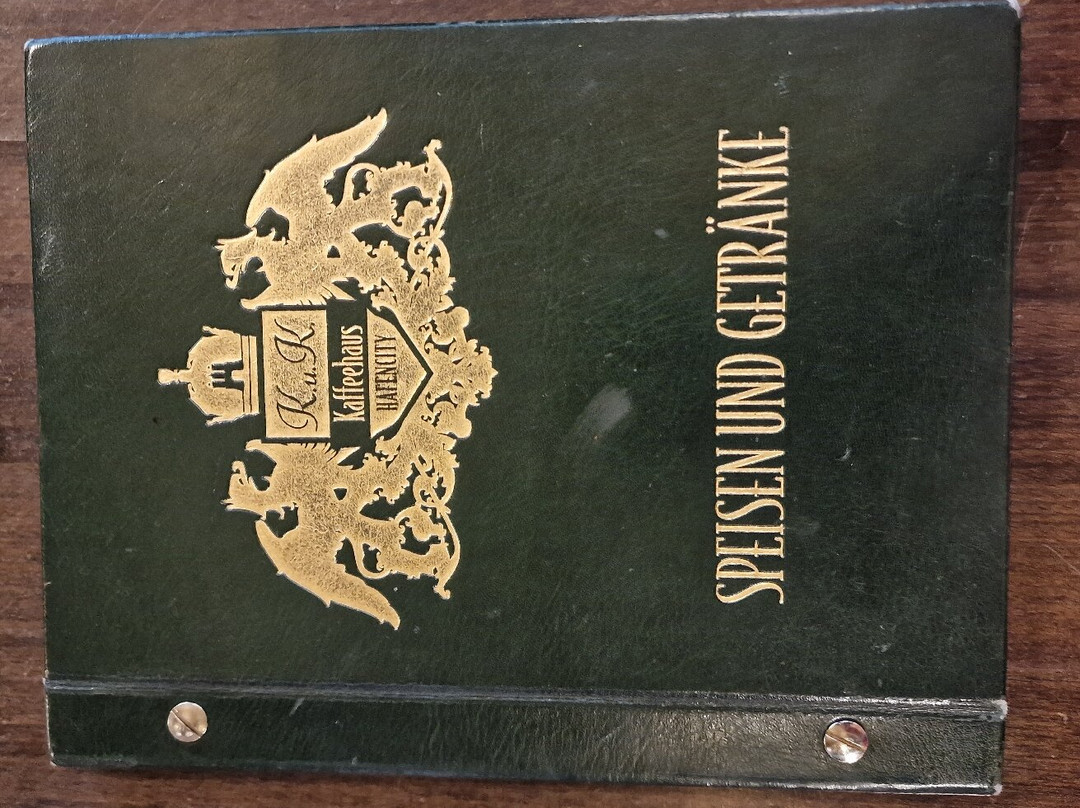 K.u.K.
Kaffeehaus
HAFENCITY
SPEISEN UND GETRÄNKE